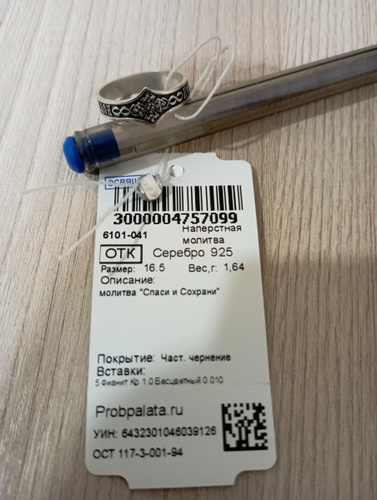 3000004757099
6101-041 Наперстная
молитва
ОТК Серебро 925
Размер: 16.5 Вес,г: 1,64
Описание:
молитва "Спаси и Сохрани"
Покрытие: Част. чернение
Вставки:
5 Фианит Кр 1.0 Бесцветный 0.010
Probpalata.ru
УИН: 6432301046039126
ОСТ 117-3-001-94